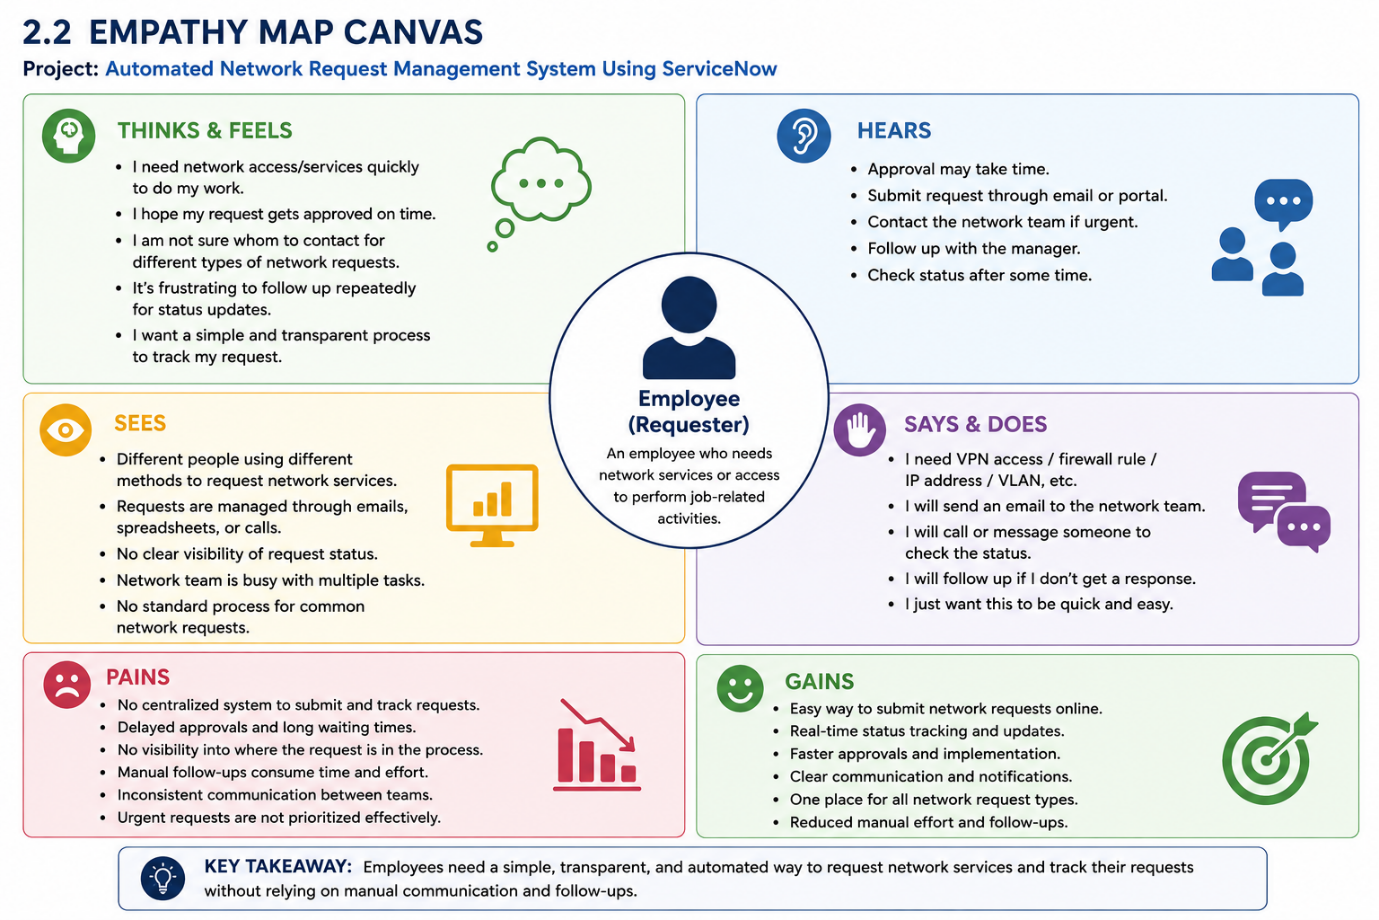 2.2 EMPATHY MAP CANVAS
Project: Automated Network Request Management System Using ServiceNow
THINKS & FEELS
• I need network access/services quickly
to do my work.
• I hope my request gets approved on time.
• I am not sure whom to contact for
different types of network requests.
• It's frustrating to follow up repeatedly
for status updates.
• I want a simple and transparent process
to track my request.
HEARS
• Approval may take time.
• Submit request through email or portal.
• Contact the network team if urgent.
• Follow up with the manager.
• Check status after some time.
Employee
(Requester)
An employee who needs
network services or access
to perform job-related
activities.
SEES
• Different people using different
methods to request network services.
• Requests are managed through emails,
spreadsheets, or calls.
• No clear visibility of request status.
• Network team is busy with multiple tasks.
• No standard process for common
network requests.
SAYS & DOES
• I need VPN access / firewall rule /
IP address / VLAN, etc.
• I will send an email to the network team.
• I will call or message someone to
check the status.
• I will follow up if I don't get a response.
• I just want this to be quick and easy.
PAINS
• No centralized system to submit and track requests.
• Delayed approvals and long waiting times.
• No visibility into where the request is in the process.
• Manual follow-ups consume time and effort.
• Inconsistent communication between teams.
• Urgent requests are not prioritized effectively.
GAINS
• Easy way to submit network requests online.
• Real-time status tracking and updates.
• Faster approvals and implementation.
• Clear communication and notifications.
• One place for all network request types.
• Reduced manual effort and follow-ups.
KEY TAKEAWAY: Employees need a simple, transparent, and automated way to request network services and track their requests
without relying on manual communication and follow-ups.